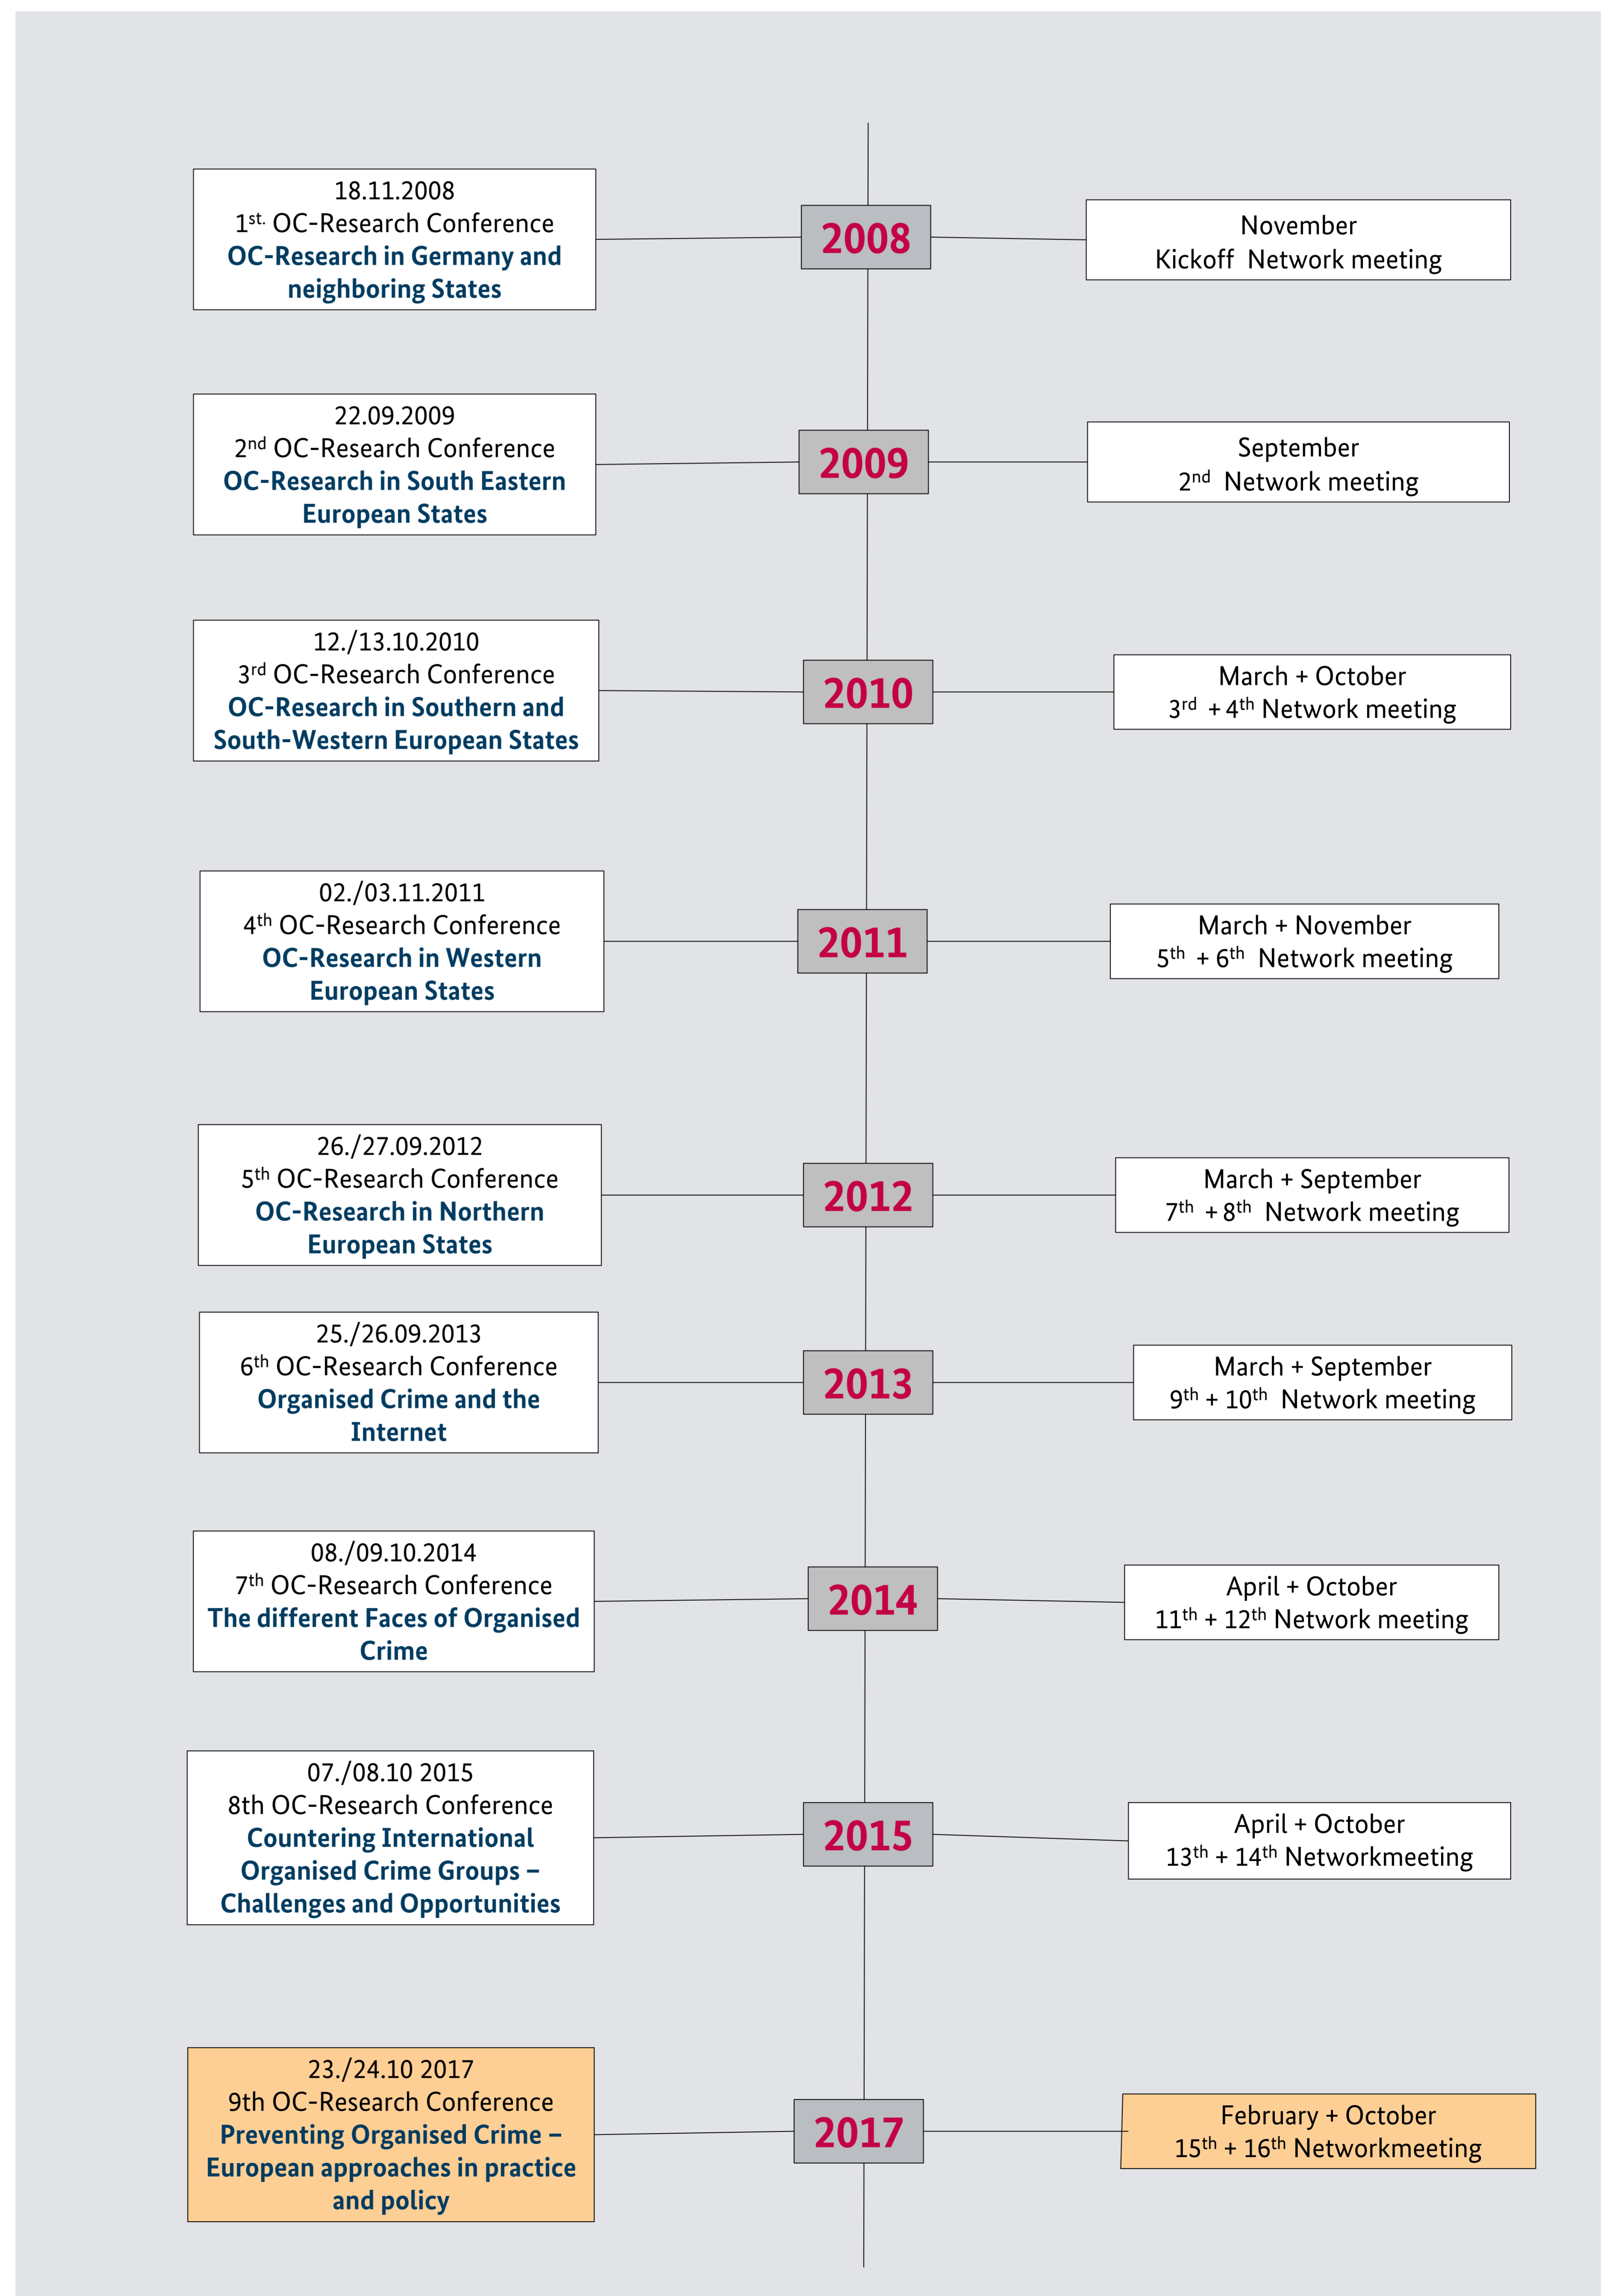 18.11.2008
1st. OC-Research Conference
OC-Research in Germany and
neighboring States
2008
November
Kickoff Network meeting
22.09.2009
2nd OC-Research Conference
OC-Research in South Eastern
European States
2009
September
2nd Network meeting
12./13.10.2010
3rd OC-Research Conference
OC-Research in Southern and
South-Western European States
2010
March + October
3rd + 4th Network meeting
02./03.11.2011
4th OC-Research Conference
OC-Research in Western
European States
2011
March + November
5th + 6th Network meeting
26./27.09.2012
5th OC-Research Conference
OC-Research in Northern
European States
2012
March + September
7th + 8th Network meeting
25./26.09.2013
6th OC-Research Conference
Organised Crime and the
Internet
2013
March + September
9th + 10th Network meeting
08./09.10.2014
7th OC-Research Conference
The different Faces of Organised
Crime
2014
April + October
11th + 12th Network meeting
07./08.10 2015
8th OC-Research Conference
Countering International
Organised Crime Groups –
Challenges and Opportunities
2015
April + October
13th + 14th Networkmeeting
23./24.10 2017
9th OC-Research Conference
Preventing Organised Crime –
European approaches in practice
and policy
2017
February + October
15th + 16th Networkmeeting